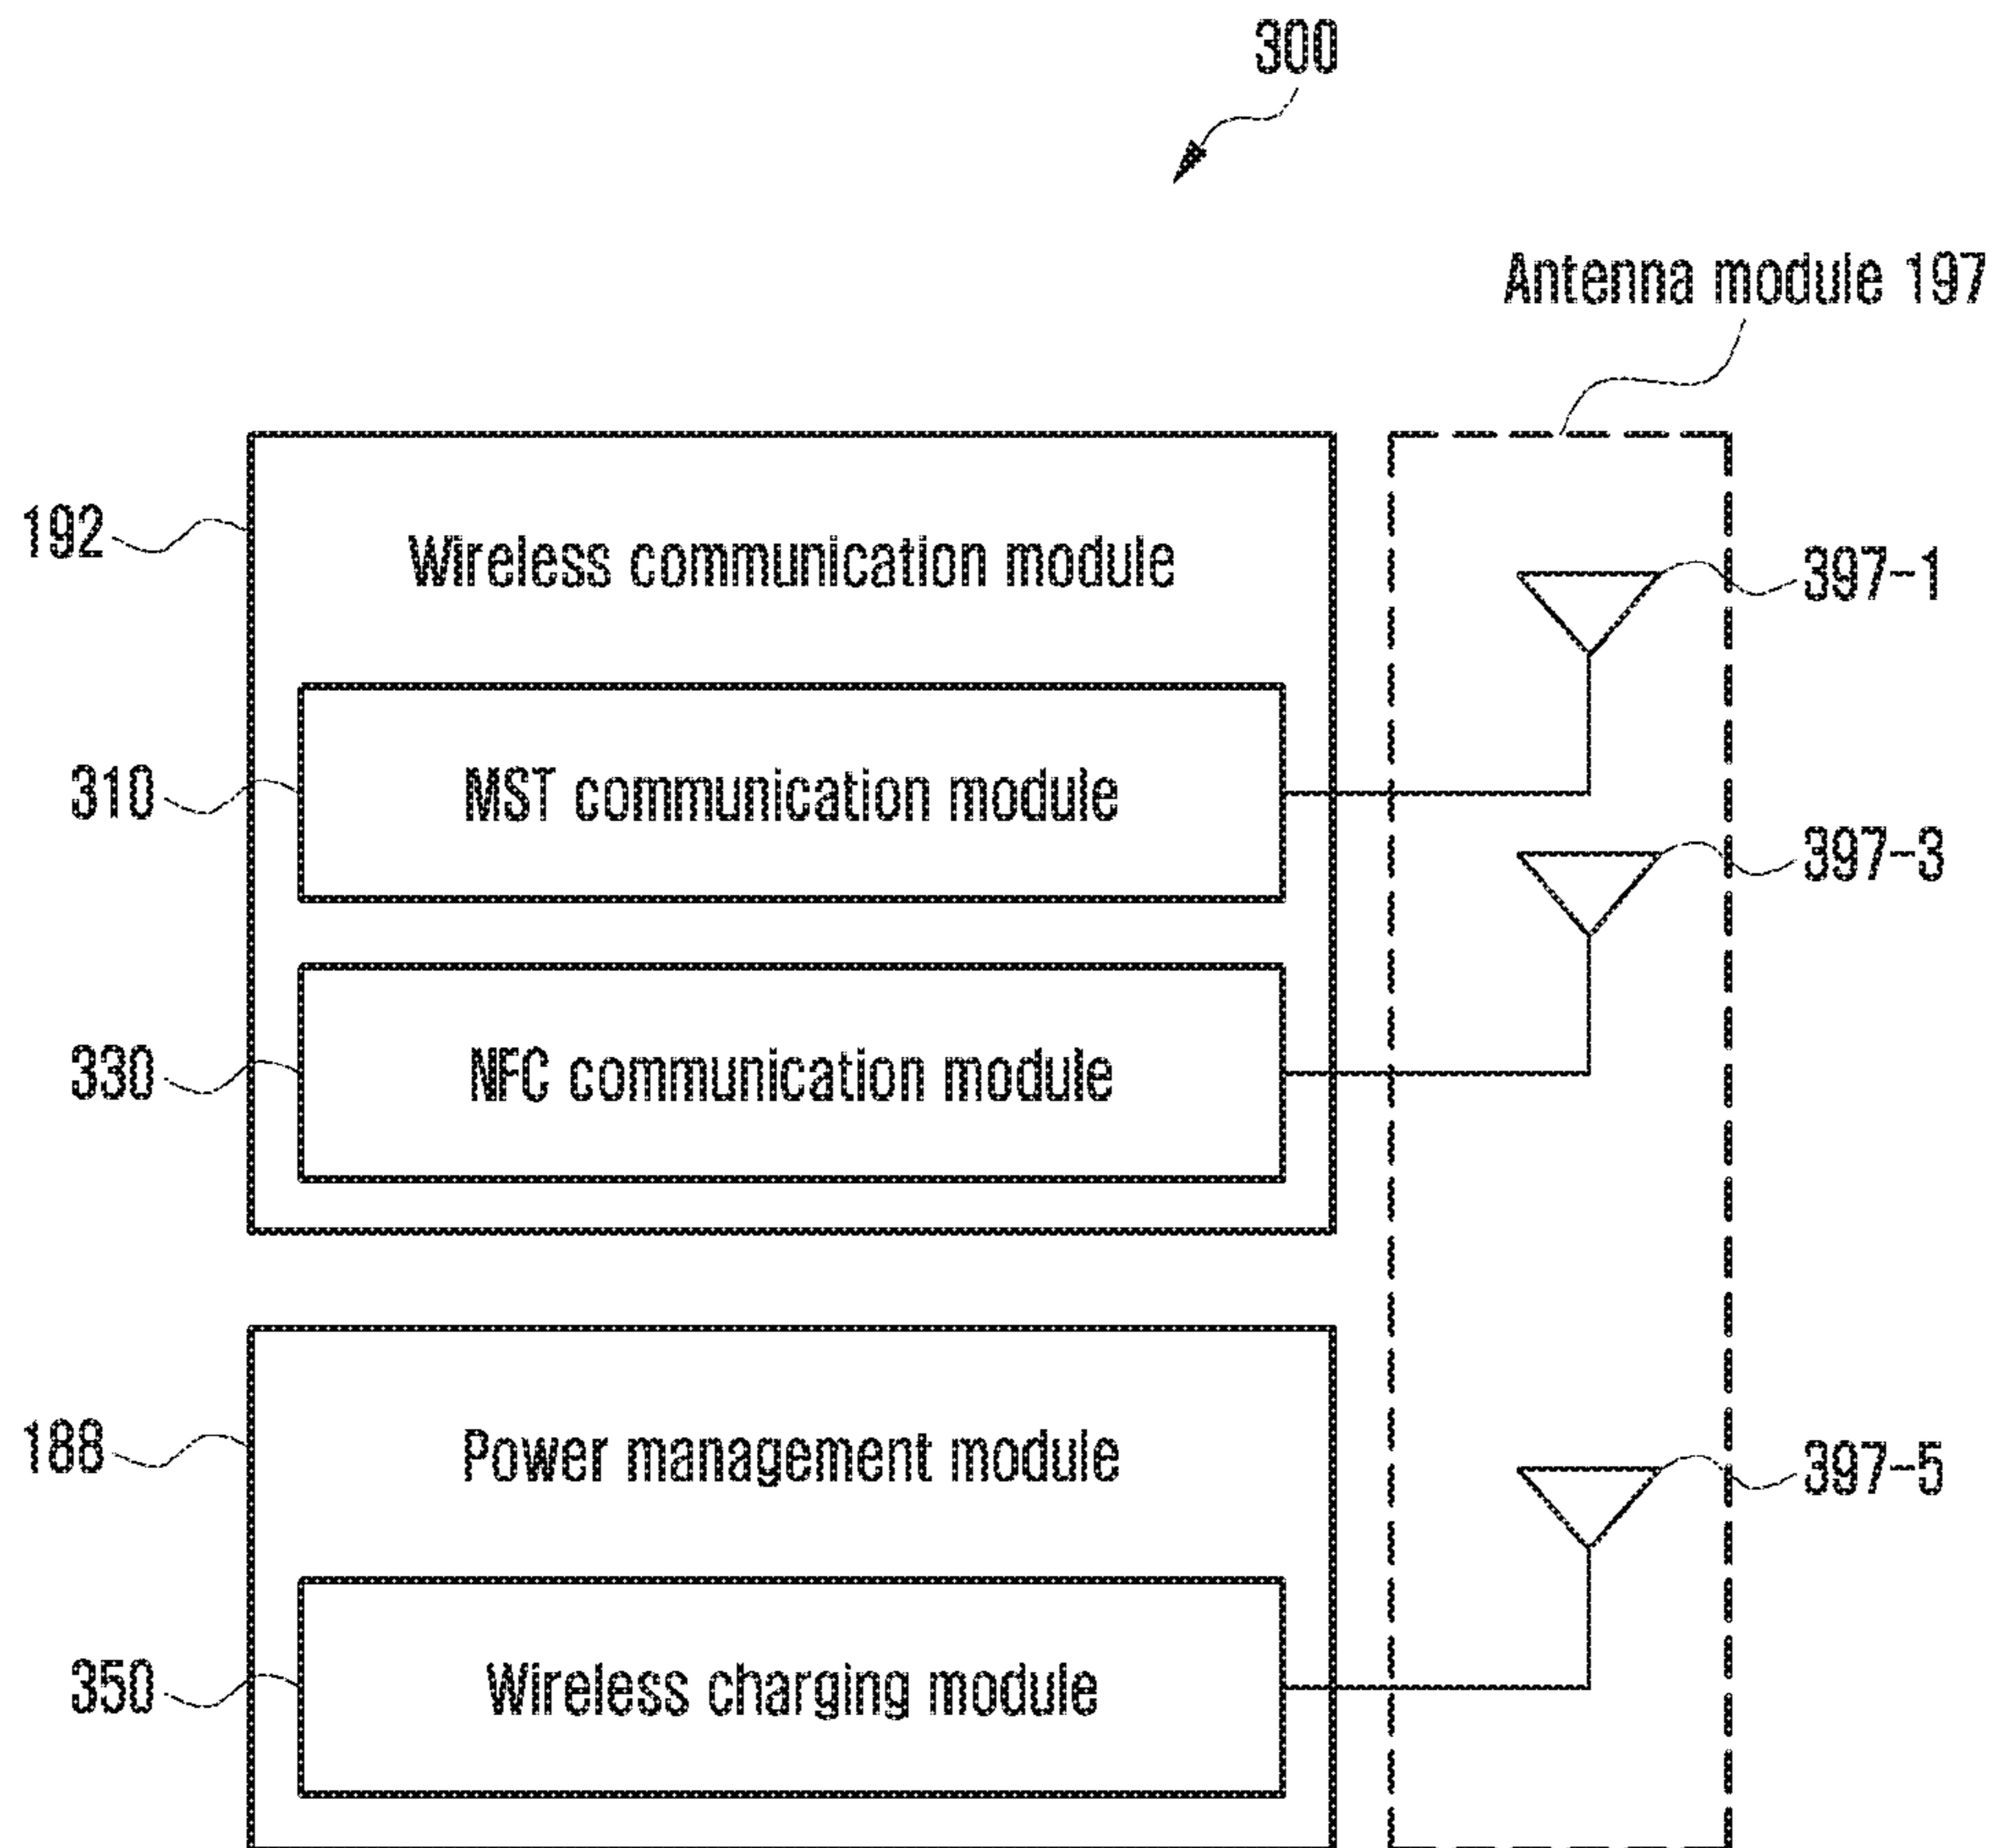 300
Antenna module 197
192
Wireless communication module
397-1
310
MST communication module
397-3
330
NFC communication module
188
Power management module
397-5
350
Wireless charging module